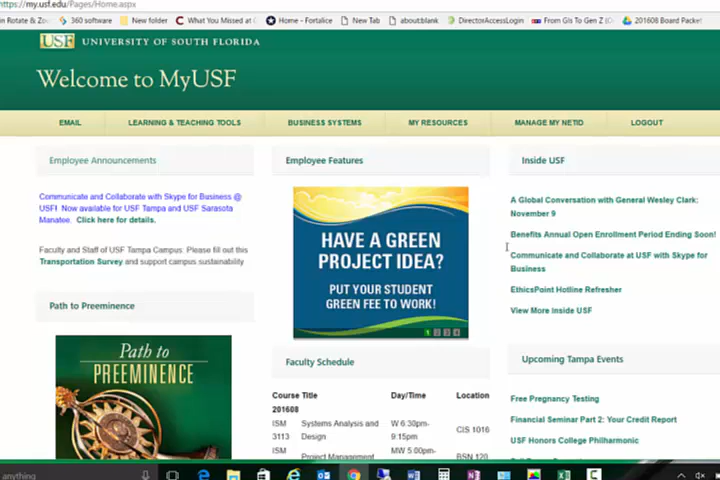 https://my.usf.edu/Pages/Home.aspx
in Rotate & Zo
360 software
New folder
What You Missed at
Home - Fortelice
New Tab
about:blank
DirectorAccessLogin
From GIs To Gen Z (
201608 Board Packet
USF UNIVERSITY OF SOUTH FLORIDA
Welcome to MyUSF
EMAIL
LEARNING & TEACHING TOOLS
BUSINESS SYSTEMS
MY RESOURCES
MANAGE MY NETID
LOGOUT
Employee Announcements
Communicate and Collaborate with Skype for Business @
USF! Now available for USF Tampa and USF Sarasota
Manatee. Click here for details.
Faculty and Staff of USF Tampa Campus: Please fill out this
Transportation Survey and support campus sustainability
Path to Preeminence
Path to
PREEMINENCE
Employee Features
HAVE A GREEN
PROJECT IDEA?
PUT YOUR STUDENT
GREEN FEE TO WORK!
1 2 3 4
Faculty Schedule
Course Title Day/Time Location
201608
ISM Systems Analysis and W 6:30pm-
3113 Design 9:15pm CIS 1016
ISM Project Management MW 5:00pm- BSN 120
Inside USF
A Global Conversation with General Wesley Clark:
November 9
Benefits Annual Open Enrollment Period Ending Soon!
Communicate and Collaborate at USF with Skype for
Business
EthicsPoint Hotline Refresher
View More Inside USF
Upcoming Tampa Events
Free Pregnancy Testing
Financial Seminar Part 2: Your Credit Report
USF Honors College Philharmonic
anything